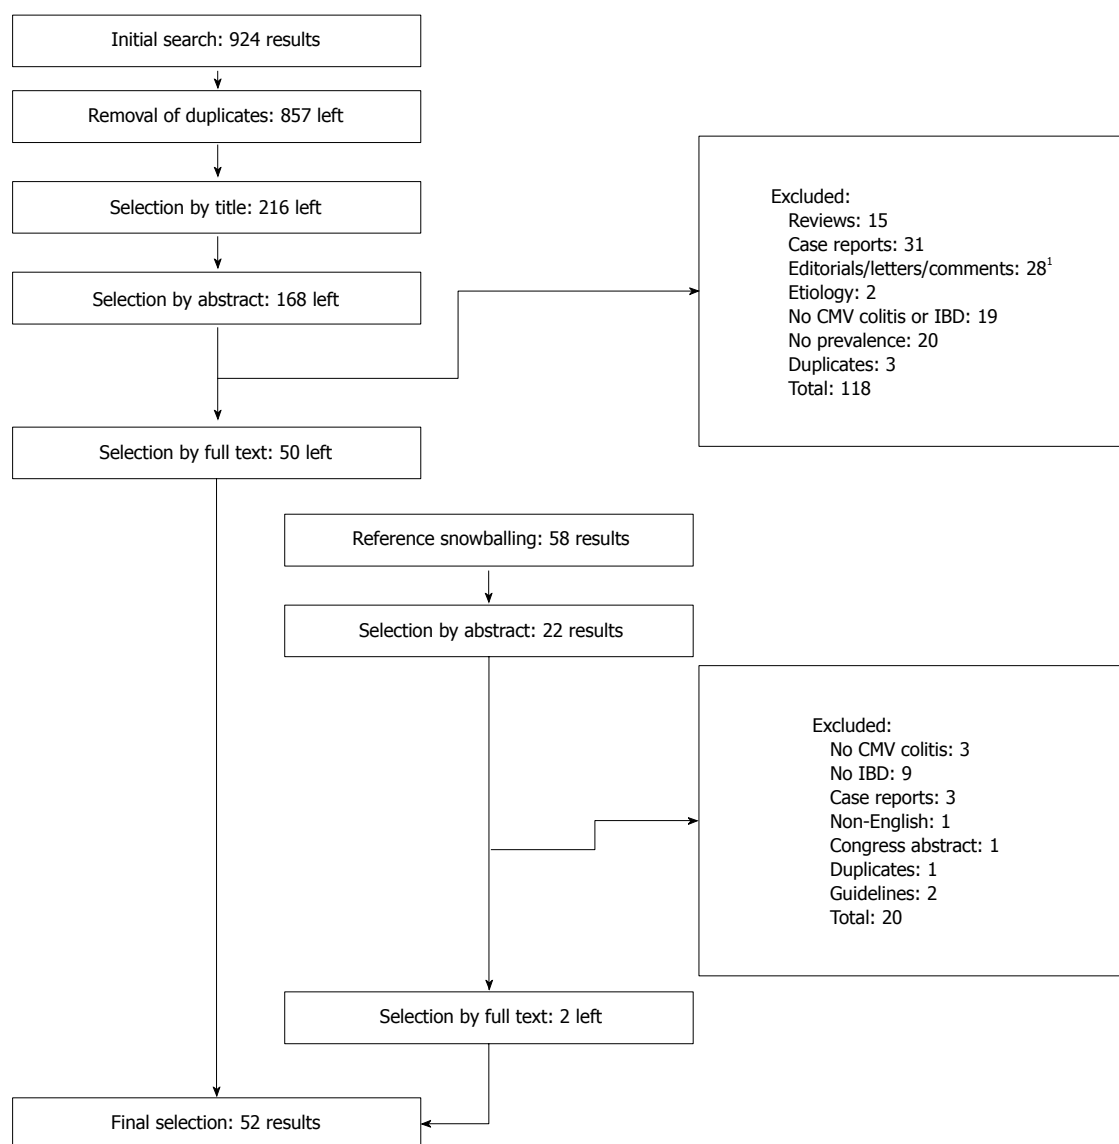 Initial search: 924 results
Removal of duplicates: 857 left
Selection by title: 216 left
Selection by abstract: 168 left
Excluded:
Reviews: 15
Case reports: 31
Editorials/letters/comments: 28¹
Etiology: 2
No CMV colitis or IBD: 19
No prevalence: 20
Duplicates: 3
Total: 118
Selection by full text: 50 left
Reference snowballing: 58 results
Selection by abstract: 22 results
Excluded:
No CMV colitis: 3
No IBD: 9
Case reports: 3
Non-English: 1
Congress abstract: 1
Duplicates: 1
Guidelines: 2
Total: 20
Selection by full text: 2 left
Final selection: 52 results